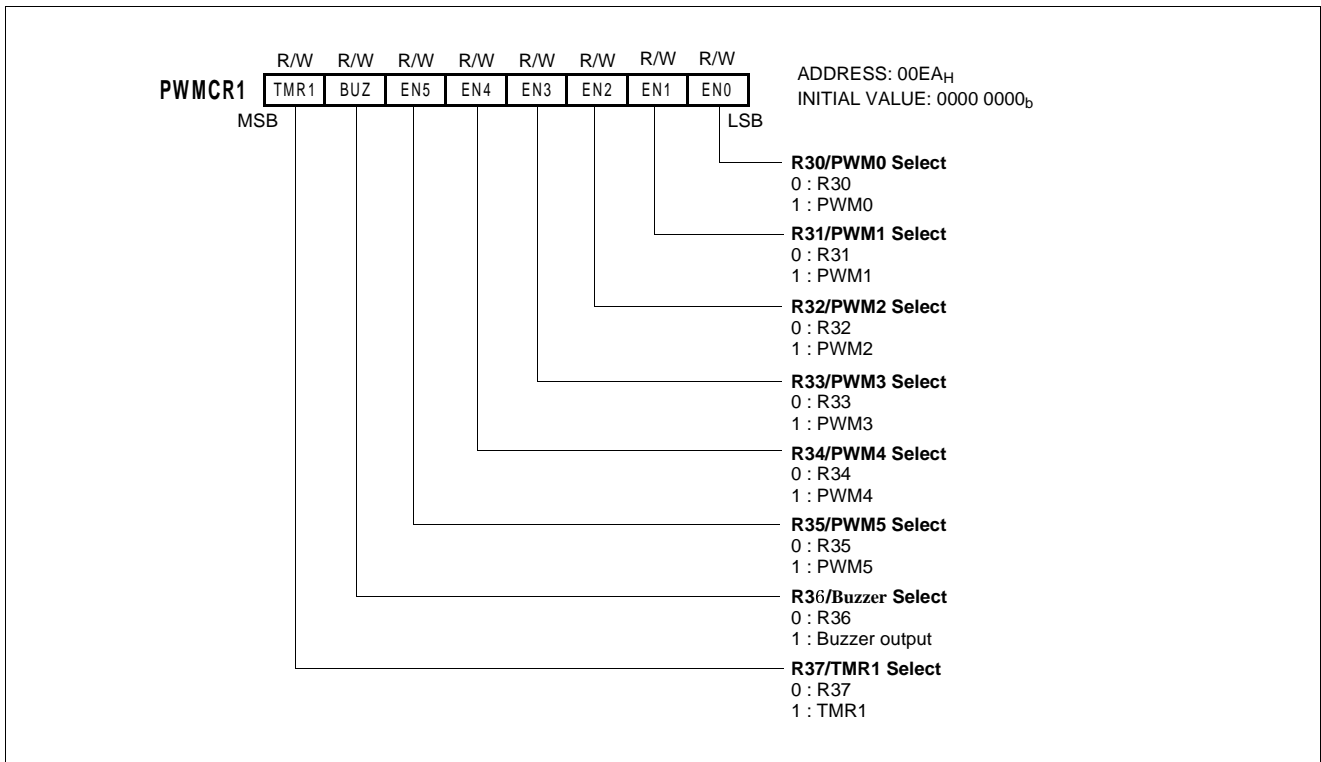 R/W R/W R/W R/W R/W R/W R/W R/W
PWMCR1 TMR1 BUZ EN5 EN4 EN3 EN2 EN1 EN0
MSB LSB
ADDRESS: 00EAH
INITIAL VALUE: 0000 0000b
R30/PWM0 Select
0 : R30
1 : PWM0
R31/PWM1 Select
0 : R31
1 : PWM1
R32/PWM2 Select
0 : R32
1 : PWM2
R33/PWM3 Select
0 : R33
1 : PWM3
R34/PWM4 Select
0 : R34
1 : PWM4
R35/PWM5 Select
0 : R35
1 : PWM5
R36/Buzzer Select
0 : R36
1 : Buzzer output
R37/TMR1 Select
0 : R37
1 : TMR1